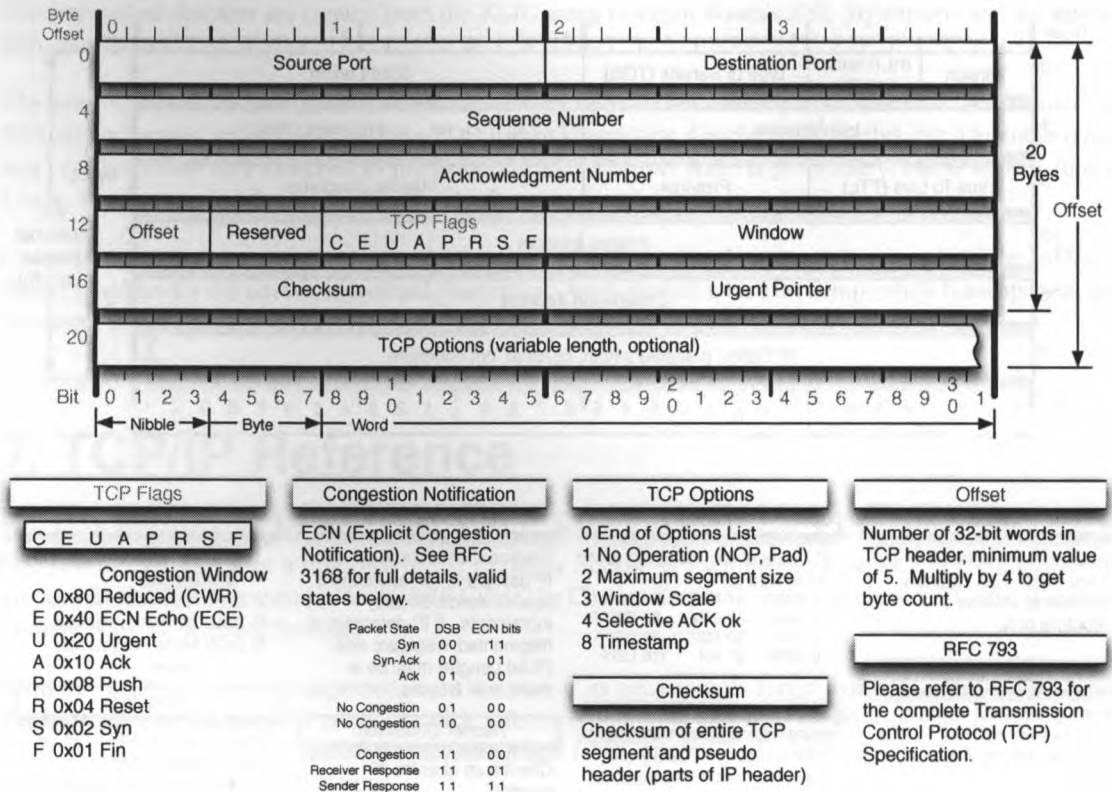 Byte
Offset
0 1 2 3
0 Source Port Destination Port
4 Sequence Number
8 Acknowledgment Number
20
Bytes
Offset
12 Offset Reserved TCP Flags
C E U A P R S F
Window
16 Checksum Urgent Pointer
20 TCP Options (variable length, optional)
Bit 0 1 2 3 4 5 6 7 8 9 0 1 2 3 4 5 6 7 8 9 0 1 2 3 4 5 6 7 8 9 0 1
1 2 3
Nibble Byte Word
7. TCP/IP Reference
TCP Flags
C E U A P R S F
Congestion Window
C 0x80 Reduced (CWR)
E 0x40 ECN Echo (ECE)
U 0x20 Urgent
A 0x10 Ack
P 0x08 Push
R 0x04 Reset
S 0x02 Syn
F 0x01 Fin
Congestion Notification
ECN (Explicit Congestion
Notification). See RFC
3168 for full details, valid
states below.
Packet State DSB ECN bits
Syn 0 0 1 1
Syn-Ack 0 0 0 1
Ack 0 1 0 0
No Congestion 0 1 0 0
No Congestion 1 0 0 0
Congestion 1 1 0 0
Receiver Response 1 1 0 1
Sender Response 1 1 1 1
TCP Options
0 End of Options List
1 No Operation (NOP, Pad)
2 Maximum segment size
3 Window Scale
4 Selective ACK ok
8 Timestamp
Checksum
Checksum of entire TCP
segment and pseudo
header (parts of IP header)
Offset
Number of 32-bit words in
TCP header, minimum value
of 5. Multiply by 4 to get
byte count.
RFC 793
Please refer to RFC 793 for
the complete Transmission
Control Protocol (TCP)
Specification.